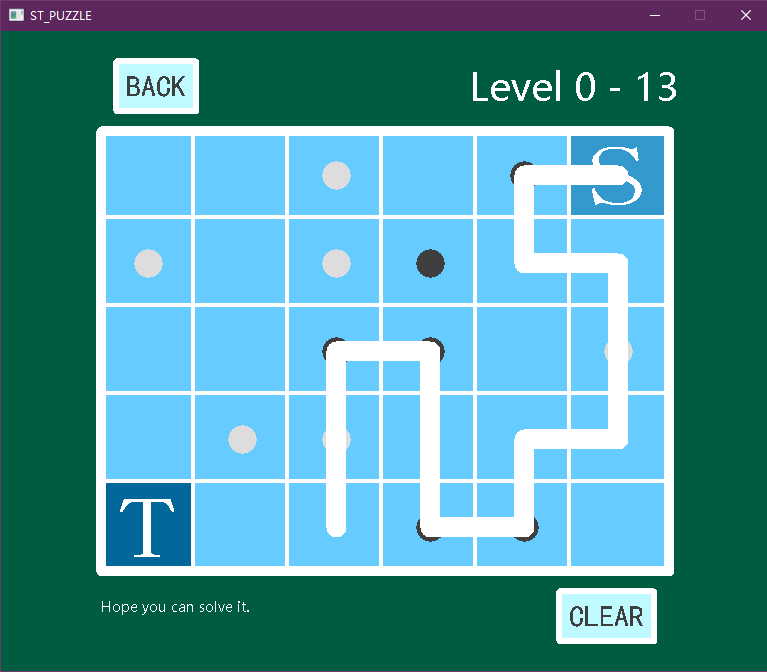 ST_PUZZLE
BACK
Level 0 - 13
S
T
Hope you can solve it.
CLEAR